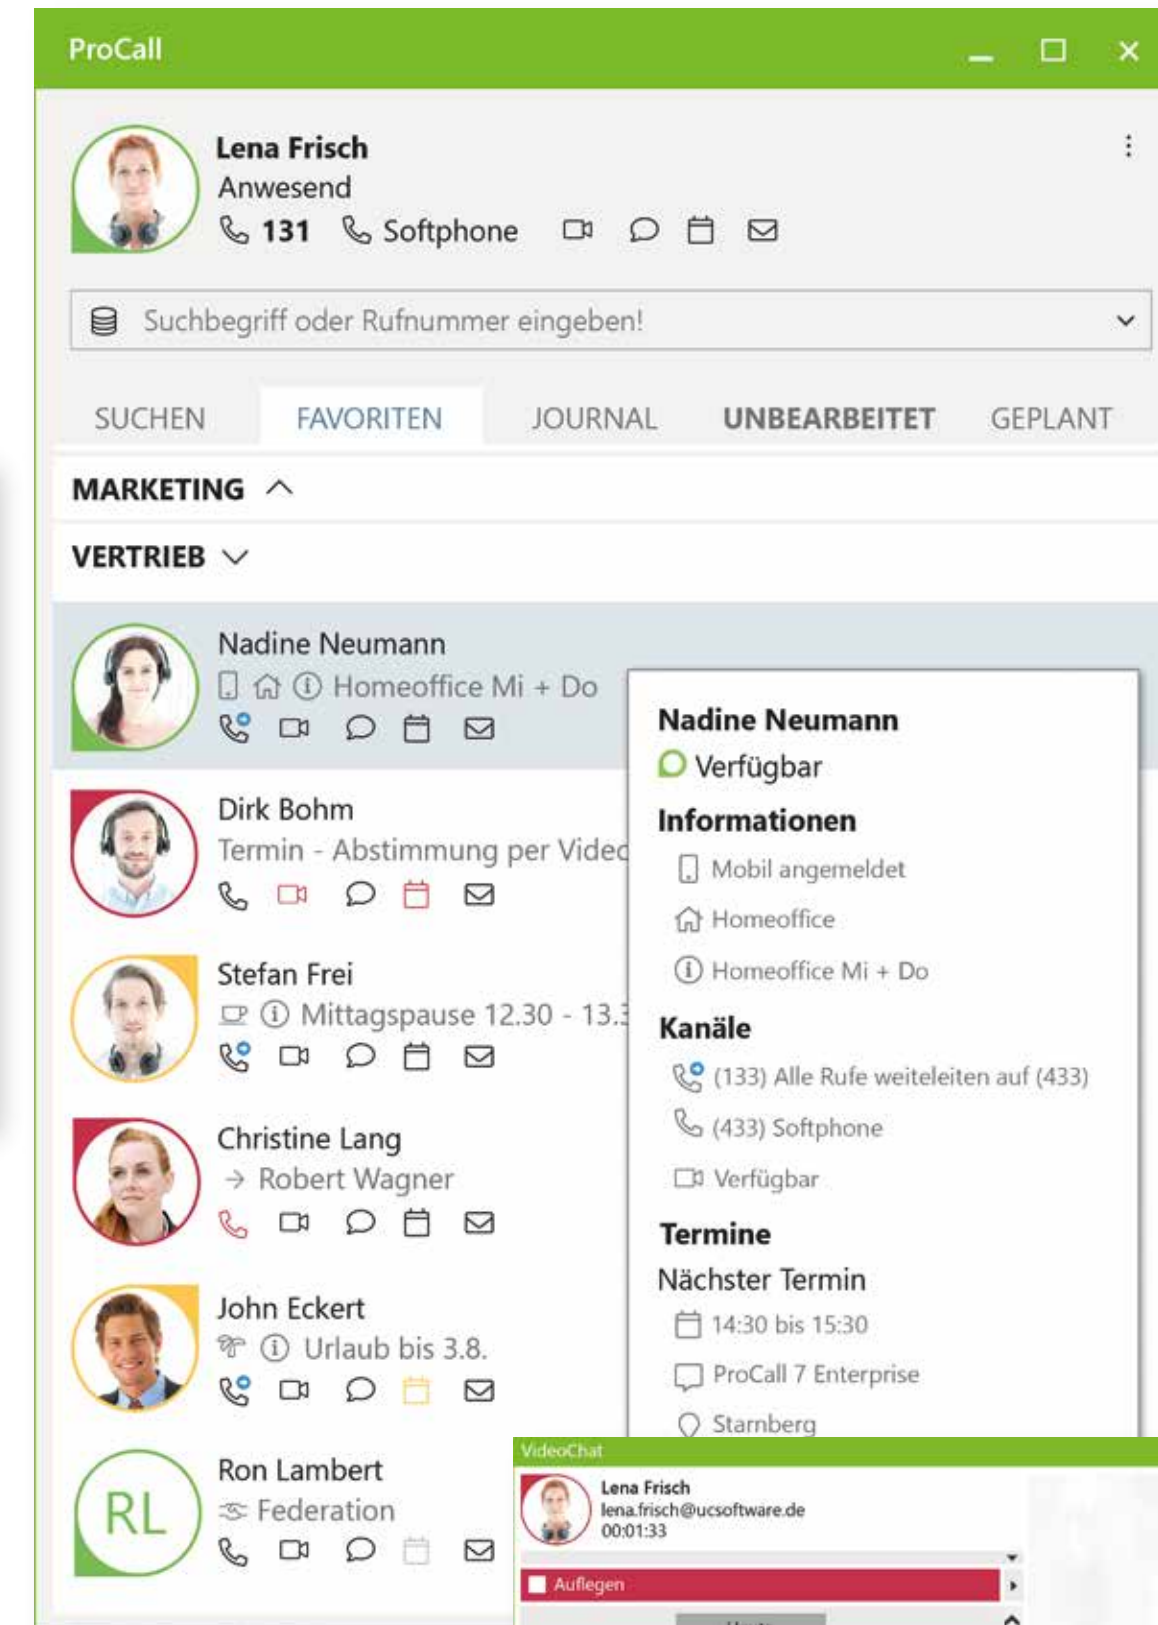 ProCall
Lena Frisch
Anwesend
131 Softphone
Suchbegriff oder Rufnummer eingeben!
SUCHEN FAVORITEN JOURNAL UNBEARBEITET GEPLANT
MARKETING
VERTRIEB
Nadine Neumann
Homeoffice Mi + Do
Dirk Bohm
Termin - Abstimmung per Video
Stefan Frei
Mittagspause 12.30 - 13.3
Christine Lang
→ Robert Wagner
John Eckert
Urlaub bis 3.8.
RL
Ron Lambert
Federation
Nadine Neumann
Verfügbar
Informationen
Mobil angemeldet
Homeoffice
Homeoffice Mi + Do
Kanäle
(133) Alle Rufe weiteleiten auf (433)
(433) Softphone
Verfügbar
Termine
Nächster Termin
14:30 bis 15:30
ProCall 7 Enterprise
Starnberg
VideoChat
Lena Frisch
lena.frisch@ucsoftware.de
00:01:33
Auflegen